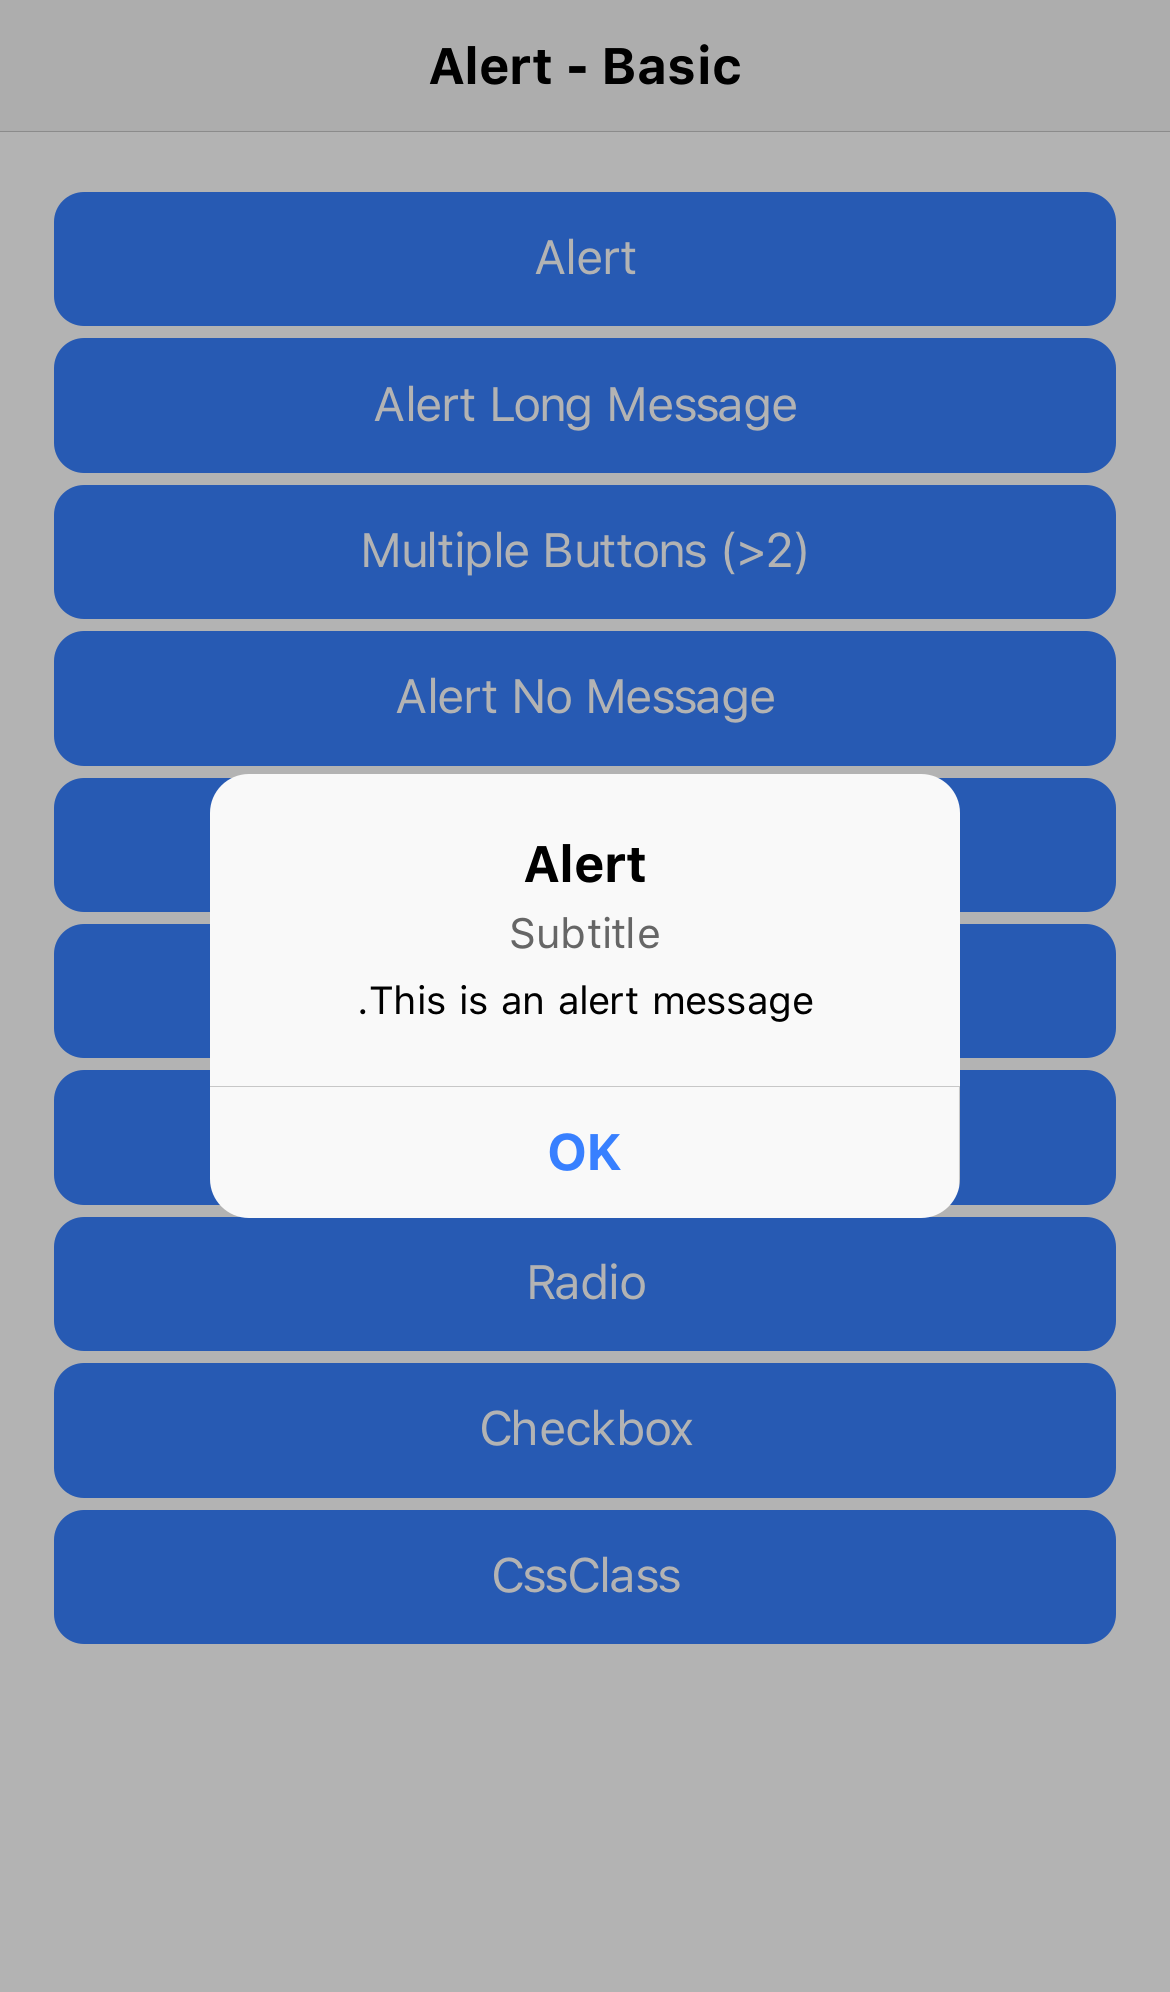 Alert - Basic
Alert
Alert Long Message
Multiple Buttons (>2)
Alert No Message
Alert
Subtitle
.This is an alert message
OK
Radio
Checkbox
CssClass